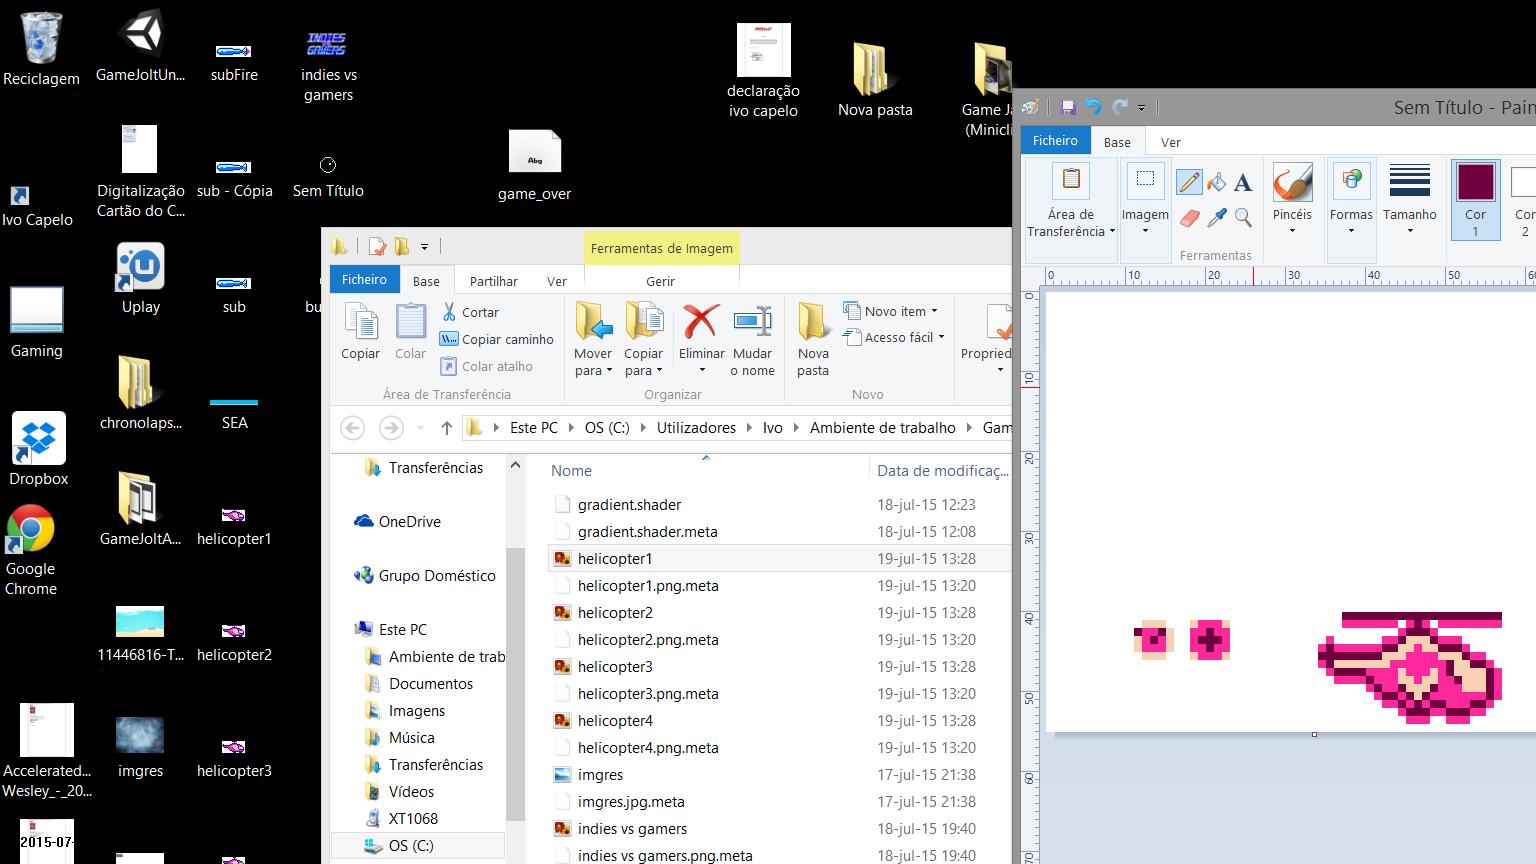 Reciclagem
GameJoltUn...
subFire
indies vs
gamers
INDIES
VS
GAMERS
declaração
ivo capelo
Nova pasta
Game Ja
(Minicli
Abg
game_over
Ivo Capelo
Digitalização
Cartão do C...
sub - Cópia
Sem Título
Uplay
sub
bu
Gaming
chronolaps...
SEA
Dropbox
GameJoltA...
helicopter1
Google
Chrome
11446816-T...
helicopter2
Accelerated...
Wesley_-_20...
imgres
helicopter3
2015-07-
Ferramentas de Imagem
Ficheiro
Base
Partilhar
Ver
Gerir
Copiar
Colar
Cortar
Copiar caminho
Colar atalho
Área de Transferência
Mover
para
Copiar
para
Eliminar
Mudar
o nome
Organizar
Nova
pasta
Novo item
Acesso fácil
Novo
Propried
Este PC
OS (C:)
Utilizadores
Ivo
Ambiente de trabalho
Gam
Transferências
OneDrive
Grupo Doméstico
Este PC
Ambiente de trab
Documentos
Imagens
Música
Transferências
Vídeos
XT1068
OS (C:)
Nome
Data de modificaç...
gradient.shader 18-jul-15 12:23
gradient.shader.meta 18-jul-15 12:08
helicopter1 19-jul-15 13:28
helicopter1.png.meta 19-jul-15 13:20
helicopter2 19-jul-15 13:28
helicopter2.png.meta 19-jul-15 13:20
helicopter3 19-jul-15 13:28
helicopter3.png.meta 19-jul-15 13:20
helicopter4 19-jul-15 13:28
helicopter4.png.meta 19-jul-15 13:20
imgres 17-jul-15 21:38
imgres.jpg.meta 17-jul-15 21:38
indies vs gamers 18-jul-15 19:40
indies vs gamers.png.meta 18-jul-15 19:40
Sem Título - Pain
Ficheiro
Base
Ver
Área de
Transferência
Imagem
A
Ferramentas
Pincéis
Formas
Tamanho
Cor
1
Cor
2
0 10 20 30 40 50 60
0
10
20
30
40
50
60
70